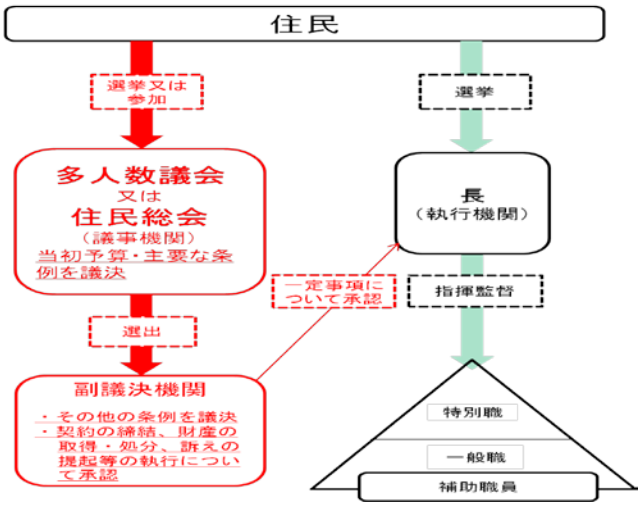 住民
選挙又は
参加
選挙
多人数議会
又は
住民総会
(議事機関)
当初予算・主要な条
例を議決
長
(執行機関)
一定事項に
ついて承認
指揮監督
選出
副議決機関
・その他の条例を議決
・契約の締結、財産の
取得・処分、訴えの
提起等の執行につい
て承認
特別職
一般職
補助職員